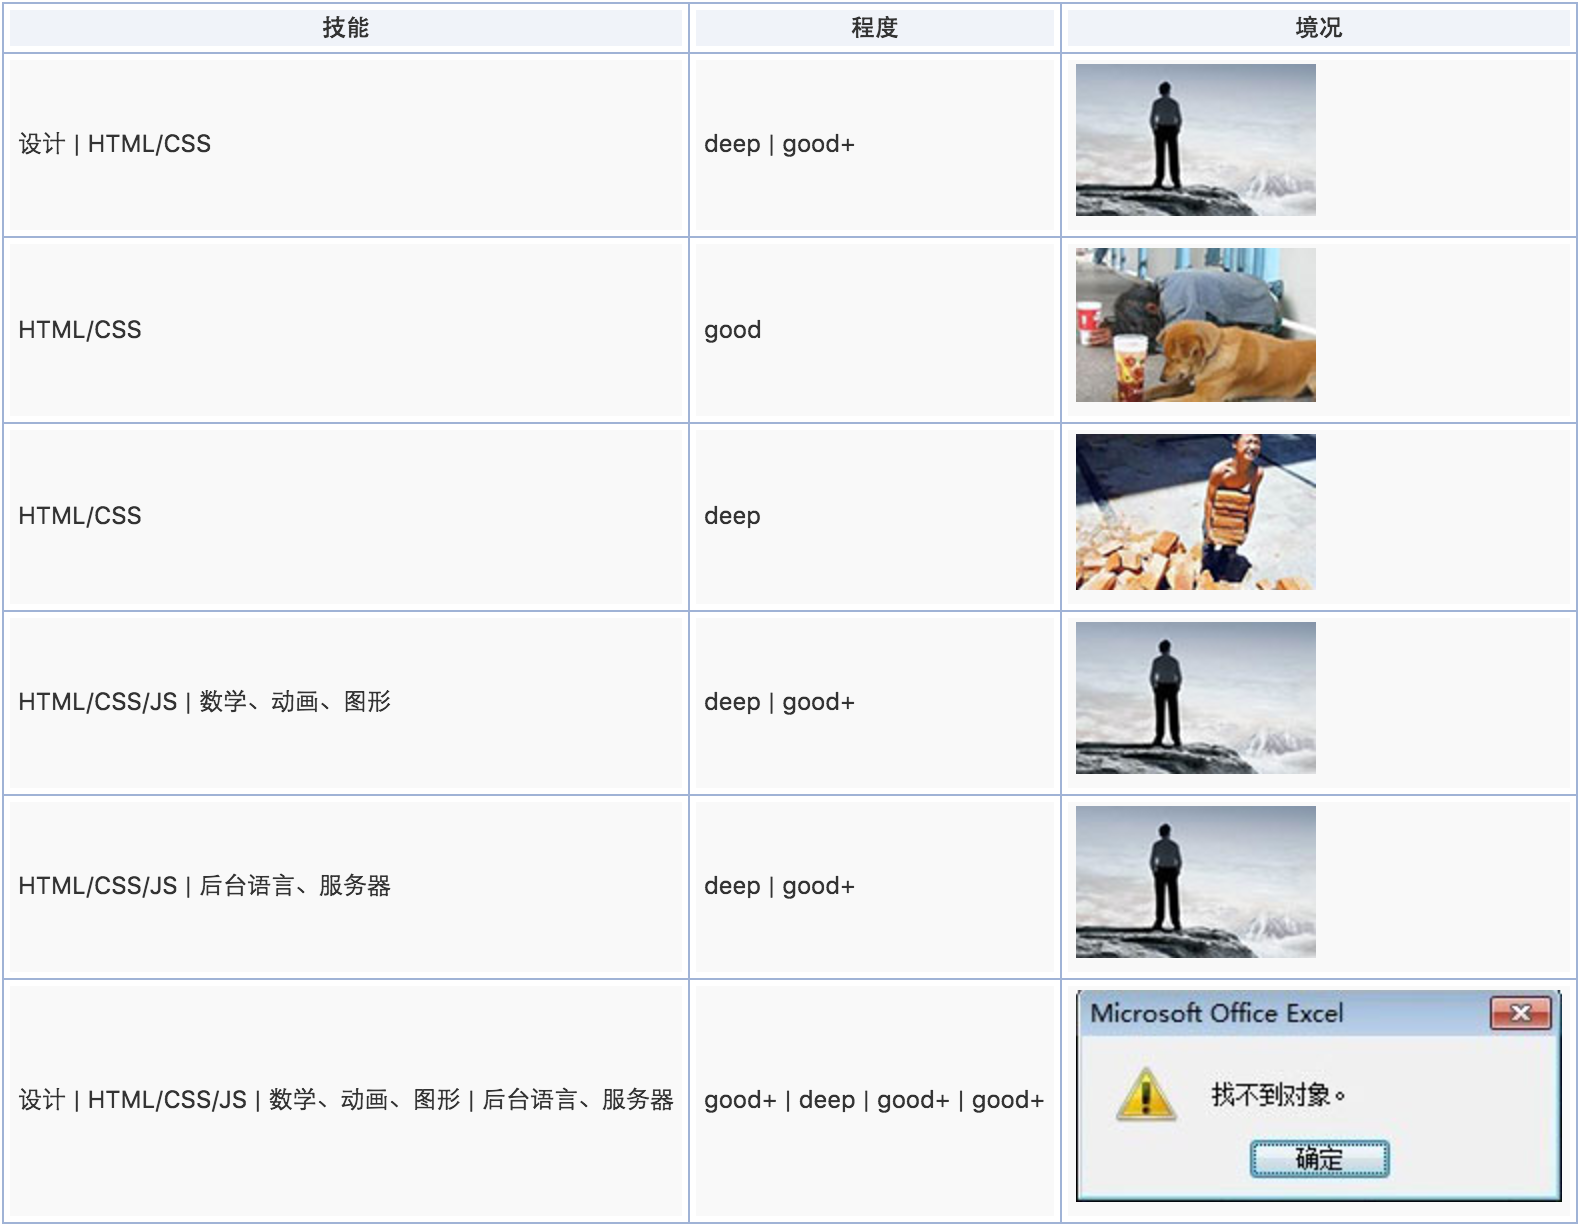 技能 程度 境况
设计 | HTML/CSS deep | good+
HTML/CSS good
HTML/CSS deep
HTML/CSS/JS | 数学、动画、图形 deep | good+
HTML/CSS/JS | 后台语言、服务器 deep | good+
Microsoft Office Excel
设计 | HTML/CSS/JS | 数学、动画、图形 | 后台语言、服务器 good+ | deep | good+ | good+ 找不到对象。
确定